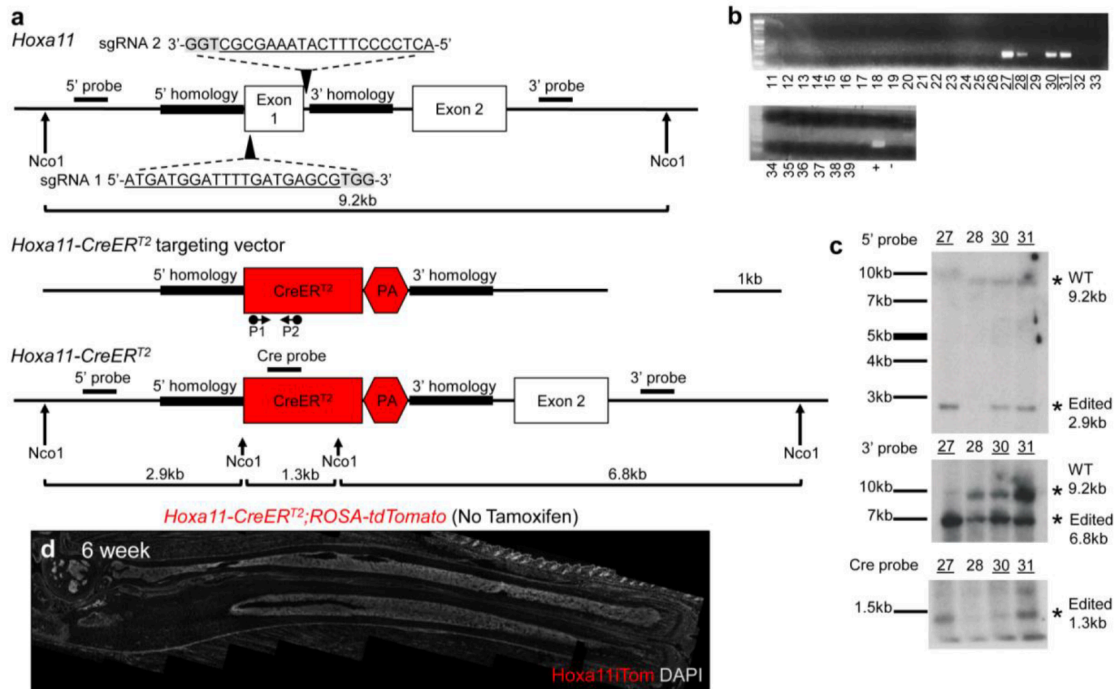 a
Hoxa11
sgRNA 2 3'-GGTCGCGAAATACTTTCCCCTCA-5'
5' probe 5' homology Exon 1 3' homology Exon 2 3' probe
Nco1 Nco1
sgRNA 1 5'-ATGATGGATTTTGATGAGCGTGG-3'
9.2kb
Hoxa11-CreERT2 targeting vector
5' homology CreERT2 PA 3' homology 1kb
P1 P2
Hoxa11-CreERT2
Cre probe
5' probe 5' homology CreERT2 PA 3' homology Exon 2 3' probe
Nco1 Nco1 Nco1 Nco1
2.9kb 1.3kb 6.8kb
b
11 12 13 14 15 16 17 18 19 20 21 22 23 24 25 26 27 28 29 30 31 32 33
34 35 36 37 38 39 + -
c
5' probe 27 28 30 31
10kb * WT
9.2kb
7kb
5kb
4kb
3kb * Edited
2.9kb
3' probe 27 28 30 31
WT
10kb * 9.2kb
7kb * Edited
6.8kb
Cre probe 27 28 30 31
1.5kb * Edited
1.3kb
Hoxa11-CreERT2;ROSA-tdTomato (No Tamoxifen)
d 6 week
Hoxa11iTom DAPI